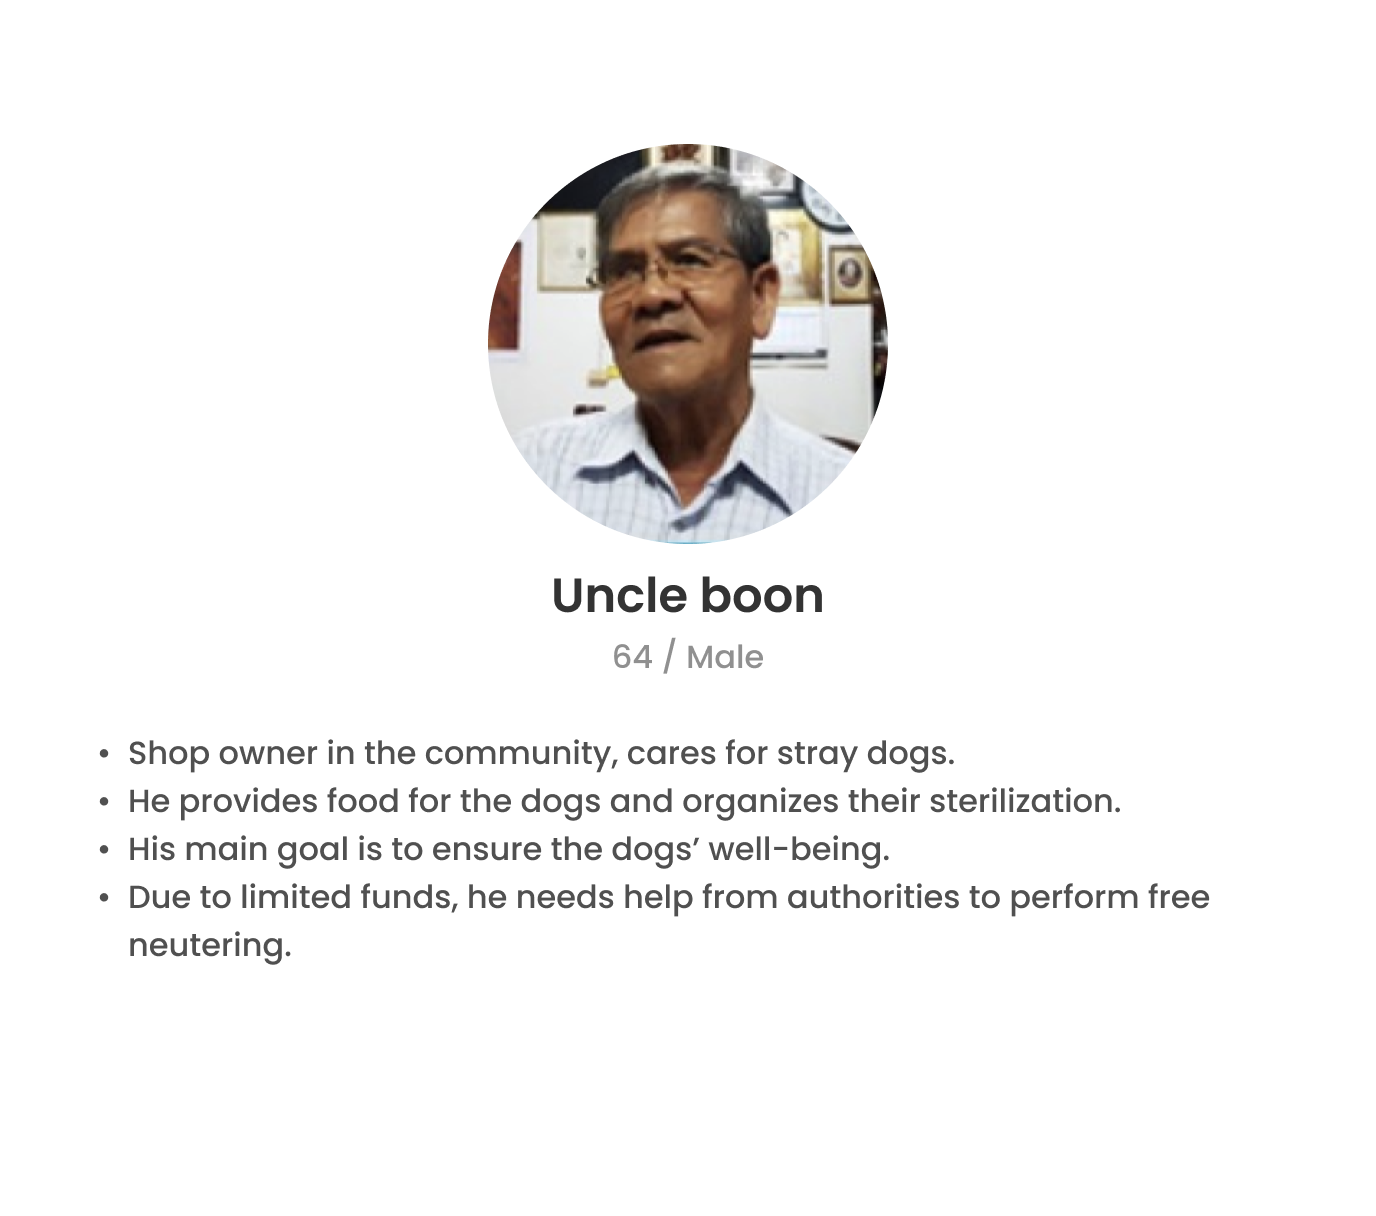 Uncle boon
64 / Male
• Shop owner in the community, cares for stray dogs.
• He provides food for the dogs and organizes their sterilization.
• His main goal is to ensure the dogs’ well-being.
• Due to limited funds, he needs help from authorities to perform free
neutering.